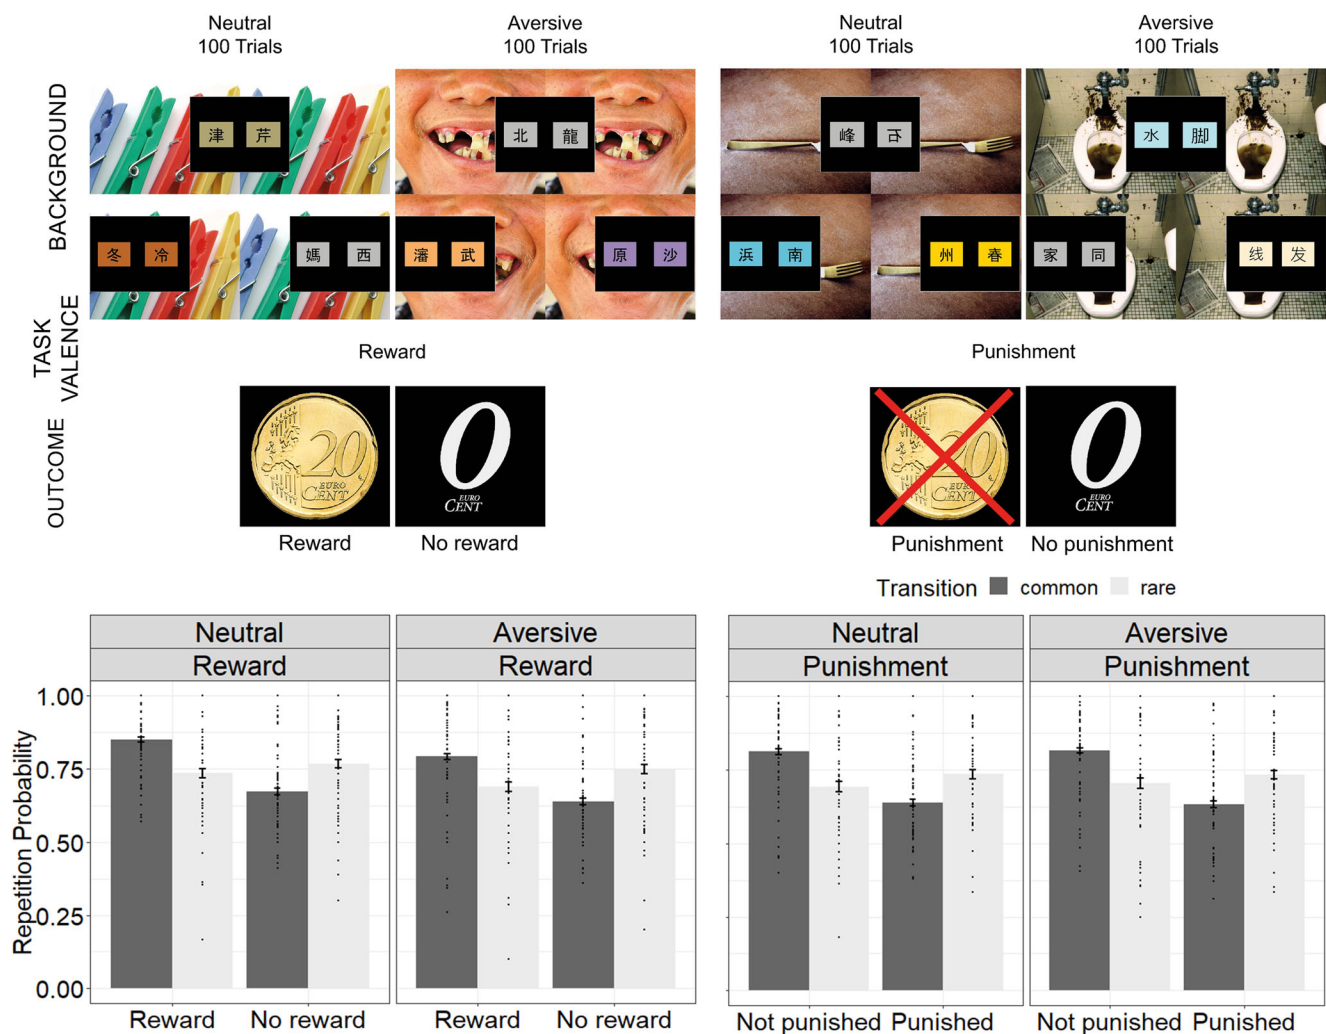 Neutral
100 Trials
Aversive
100 Trials
Neutral
100 Trials
Aversive
100 Trials
BACKGROUND
津 芹
北 龍
峰
水 脚
冬 冷
媽 西
瀋 武
原 沙
浜 南
州 春
家 同
线 发
TASK
VALENCE
Reward
Punishment
OUTCOME
20
EURO
CENT
0
EURO
CENT
20
EURO
CENT
0
EURO
CENT
Reward
No reward
Punishment
No punishment
Transition common rare
Neutral
Reward
Aversive
Reward
Neutral
Punishment
Aversive
Punishment
Repetition Probability
1.00
0.75
0.50
0.25
0.00
Reward
No reward
Reward
No reward
Not punished
Punished
Not punished
Punished